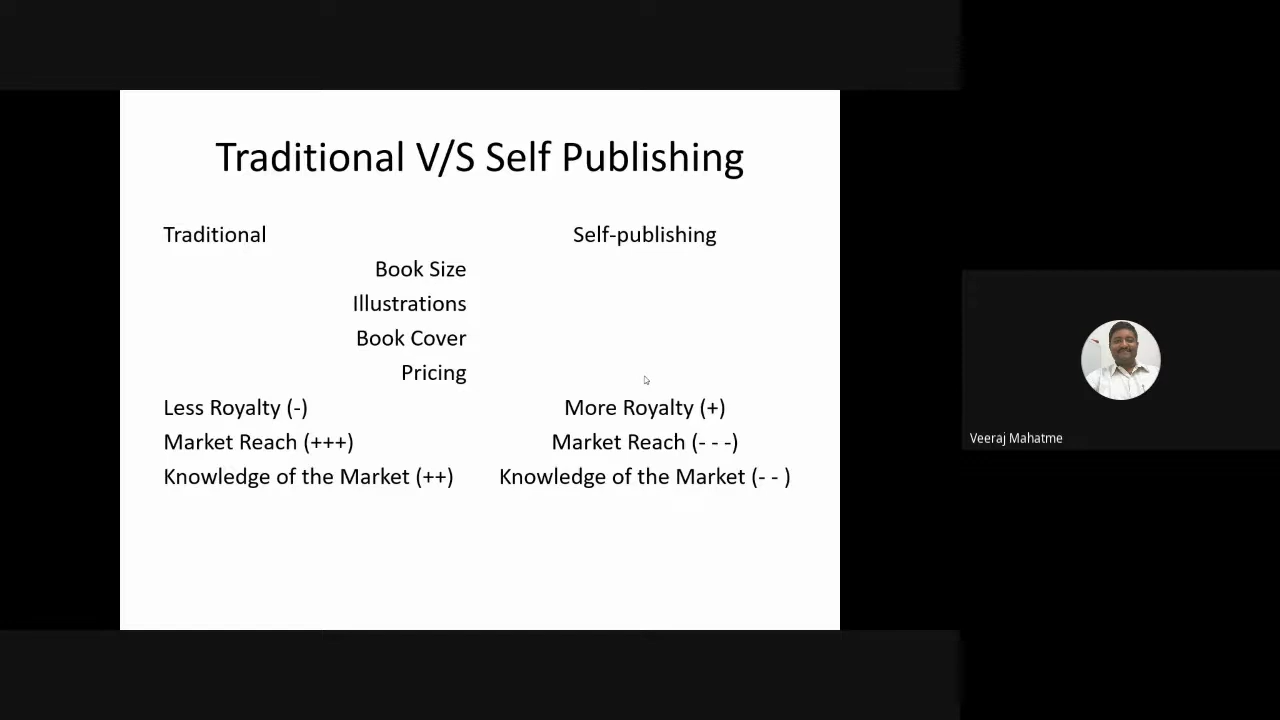 Traditional V/S Self Publishing
Traditional Self-publishing
Book Size
Illustrations
Book Cover
Pricing
Less Royalty (-) More Royalty (+)
Market Reach (+++) Market Reach (- - -)
Knowledge of the Market (++) Knowledge of the Market (- - )
Veeraj Mahatme